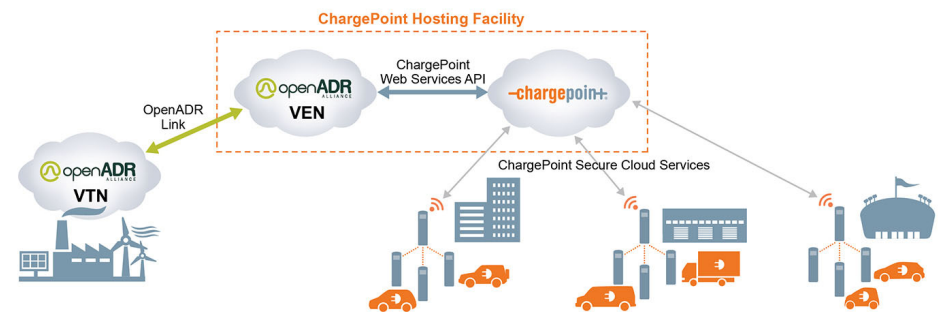 ChargePoint Hosting Facility
openADR
ALLIANCE
VEN
ChargePoint
Web Services API
-chargepoin+.
OpenADR
Link
openADR
ALLIANCE
VTN
ChargePoint Secure Cloud Services